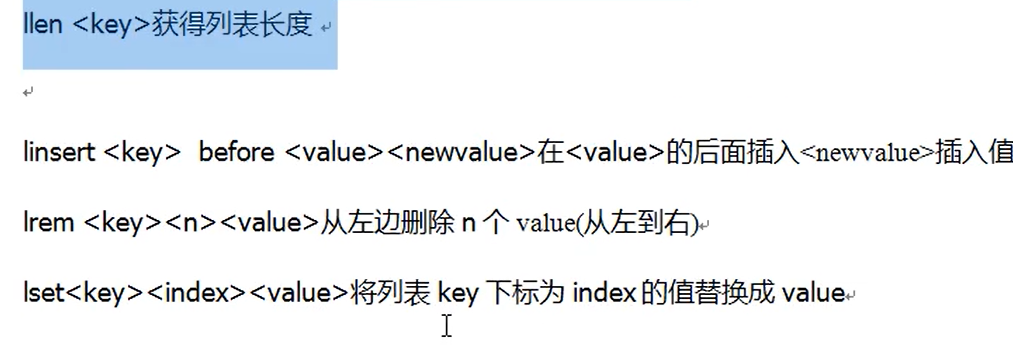 llen <key>获得列表长度
linsert <key>  before <value><newvalue>在<value>的后面插入<newvalue>插入值
lrem <key><n><value>从左边删除 n 个 value(从左到右)
lset<key><index><value>将列表 key 下标为 index 的值替换成 value